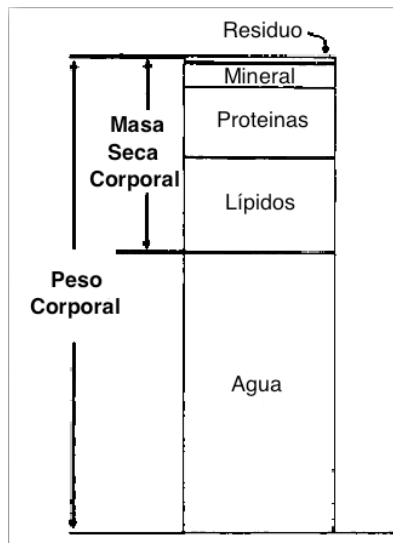 Residuo
Mineral
Masa
Seca
Corporal
Proteinas
Lípidos
Peso
Corporal
Agua